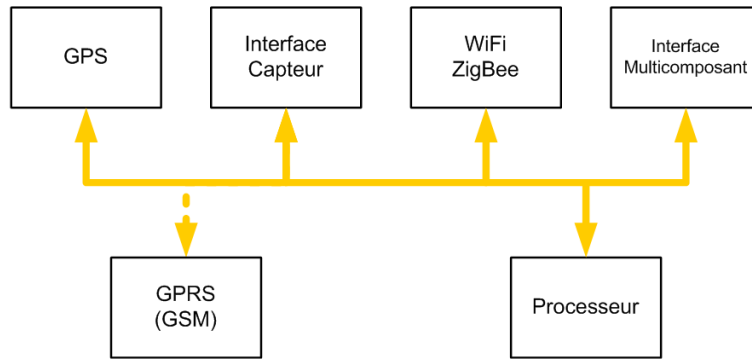 GPS
Interface
Capteur
WiFi
ZigBee
Interface
Multicomposant
GPRS
(GSM)
Processeur